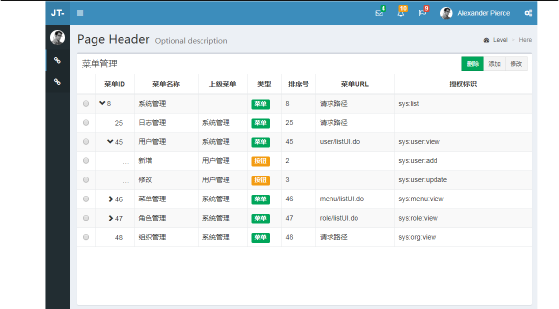 JT-
4
10
9
Alexander Pierce
Page Header Optional description
Level > Here
菜单管理
删除 添加 修改
菜单ID 菜单名称 上级菜单 类型 排序号 菜单URL 授权标识
8 系统管理 菜单 8 请求路径 sys:list
25 日志管理 系统管理 菜单 25 请求路径
45 用户管理 系统管理 菜单 45 user/listUI.do sys:user:view
... 新增 用户管理 按钮 2 sys:user:add
... 修改 用户管理 按钮 3 sys:user:update
46 菜单管理 系统管理 菜单 46 menu/listUI.do sys:menu:view
47 角色管理 系统管理 菜单 47 role/listUI.do sys:role:view
48 组织管理 系统管理 菜单 48 请求路径 sys:org:view